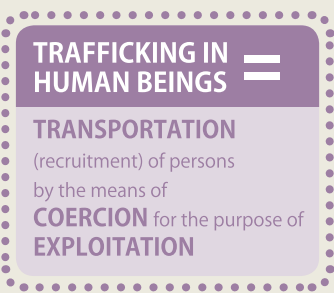 TRAFFICKING IN =
HUMAN BEINGS
TRANSPORTATION
(recruitment) of persons
by the means of
COERCION for the purpose of
EXPLOITATION